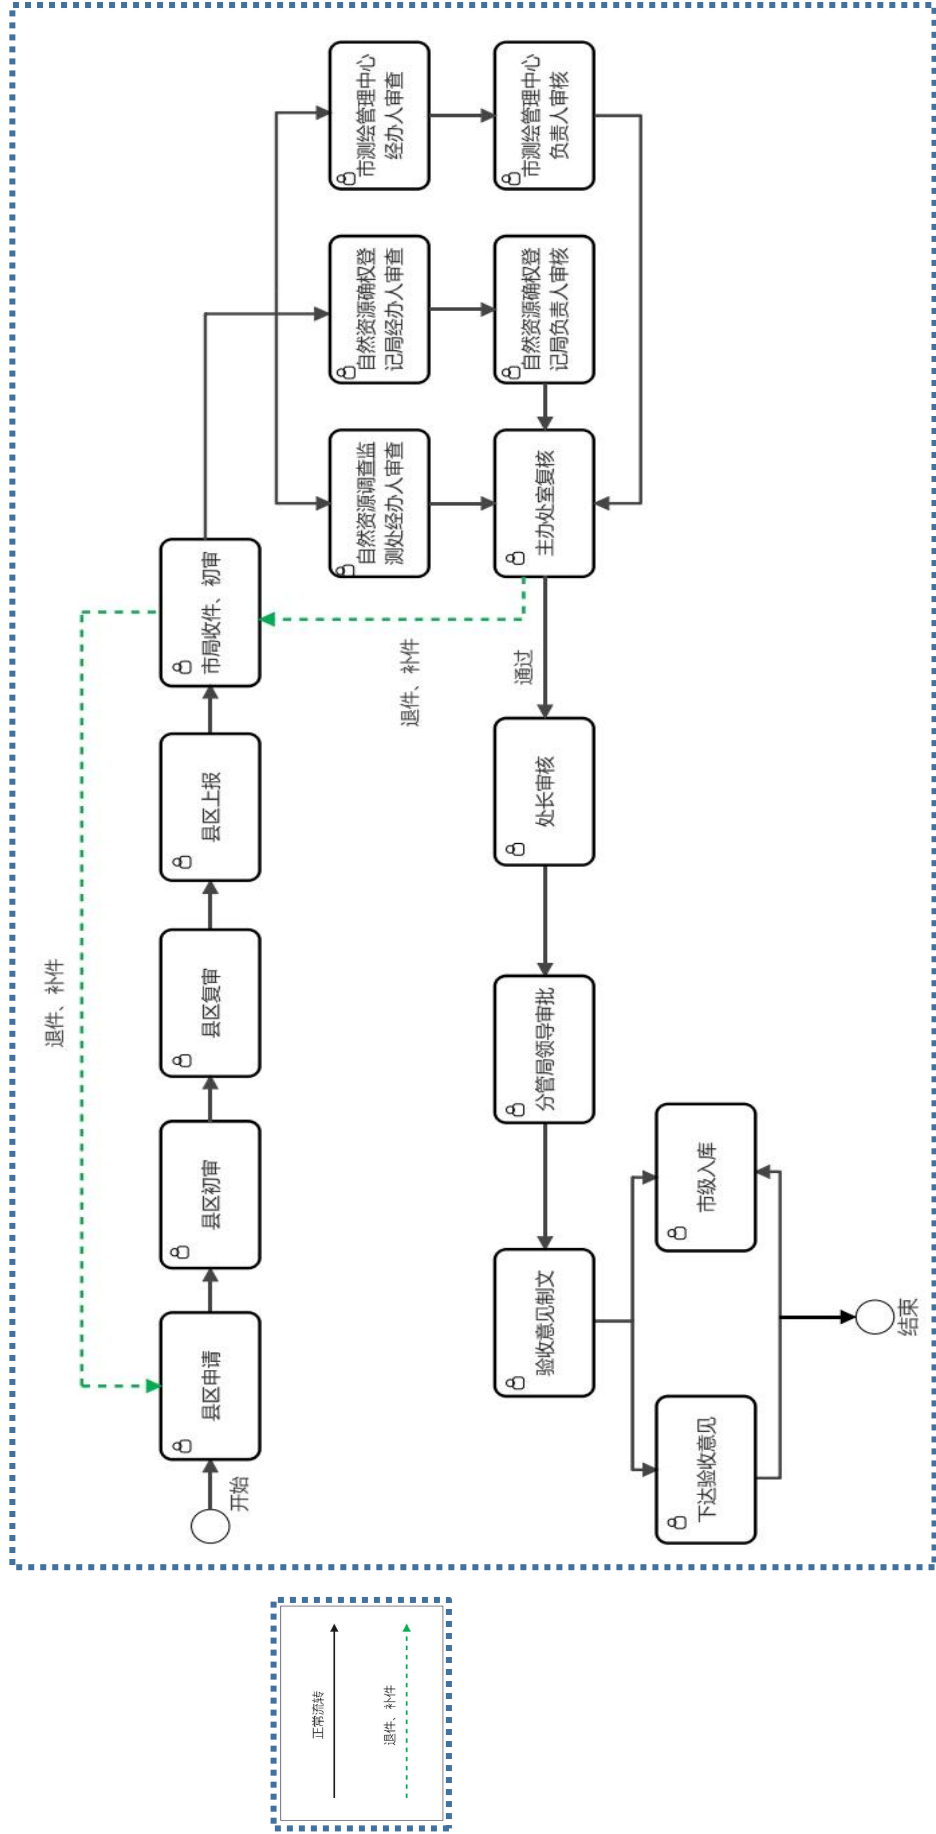 退件、补件
开始
县区申请
县区初审
县区复审
县区上报
市局收件、初审
自然资源调查监
测处经办人审查
自然资源确权登
记局经办人审查
市测绘管理中心
经办人审查
自然资源确权登
记局负责人审核
市测绘管理中心
负责人审核
主办处室复核
退件、补件
通过
处长审核
分管局领导审批
验收意见制文
下达验收意见
市级入库
结束
正常流转
退件、补件